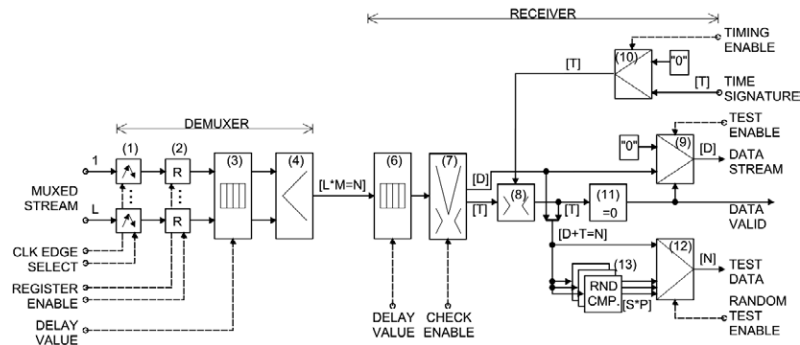 RECEIVER
TIMING
ENABLE
(10)
"0"
[T]
[T]
TIME
SIGNATURE
DEMUXER
TEST
ENABLE
"0"
(9)
[D]
DATA
STREAM
(1)
(2)
(3)
(4)
(6)
(7)
1
R
[L*M=N]
[D]
[T]
(8)
[T]
(11)
=0
MUXED
STREAM
L
R
DATA
VALID
CLK EDGE
SELECT
[D+T=N]
(12)
[N]
TEST
DATA
REGISTER
ENABLE
(13)
RND
CMP.
[S*P]
DELAY
VALUE
DELAY
VALUE
CHECK
ENABLE
RANDOM
TEST
ENABLE